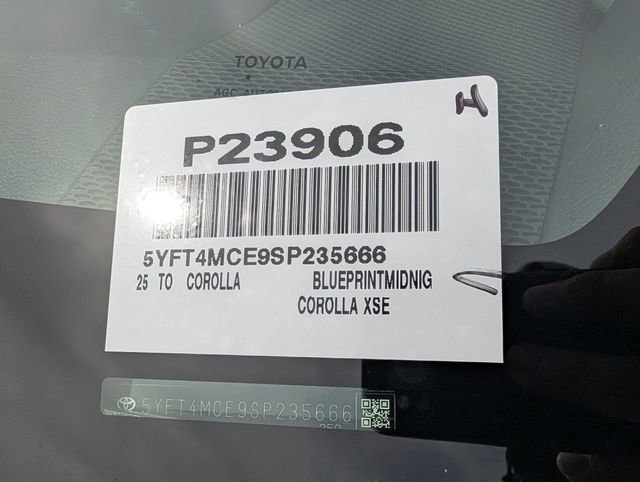 TOYOTA
P23906
5YFT4MCE9SP235666
25 TO COROLLA BLUEPRINTMIDNIG
COROLLA XSE
5YFT4MCE9SP235666